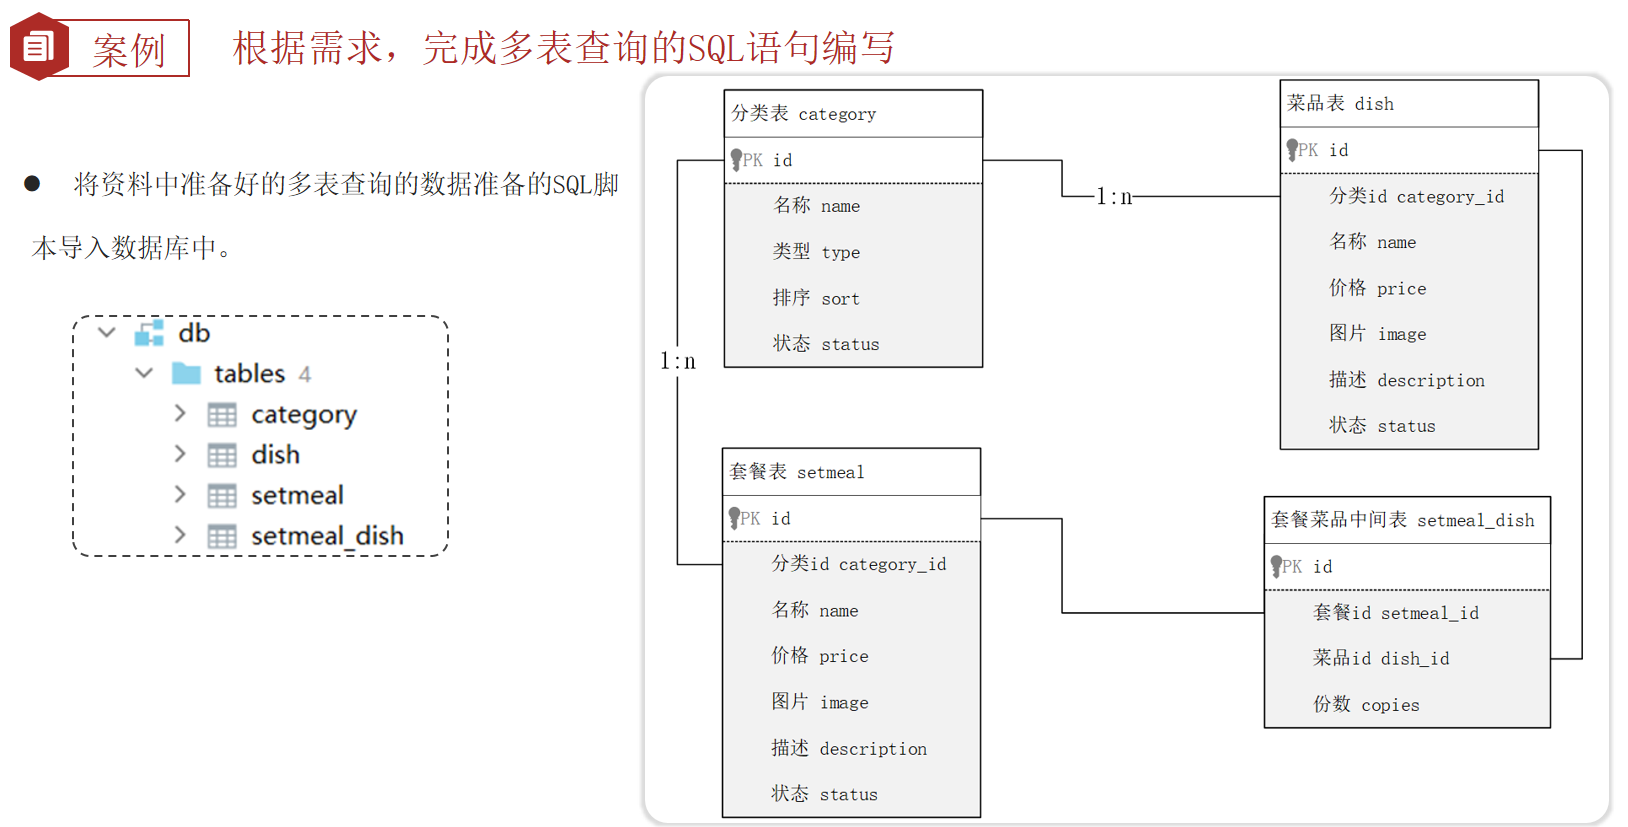 案例
根据需求，完成多表查询的SQL语句编写
● 将资料中准备好的多表查询的数据准备的SQL脚
本导入数据库中。
db
tables 4
category
dish
setmeal
setmeal_dish
分类表 category
PK id
名称 name
类型 type
排序 sort
状态 status
1:n
1:n
菜品表 dish
PK id
分类id category_id
名称 name
价格 price
图片 image
描述 description
状态 status
套餐表 setmeal
PK id
分类id category_id
名称 name
价格 price
图片 image
描述 description
状态 status
套餐菜品中间表 setmeal_dish
PK id
套餐id setmeal_id
菜品id dish_id
份数 copies